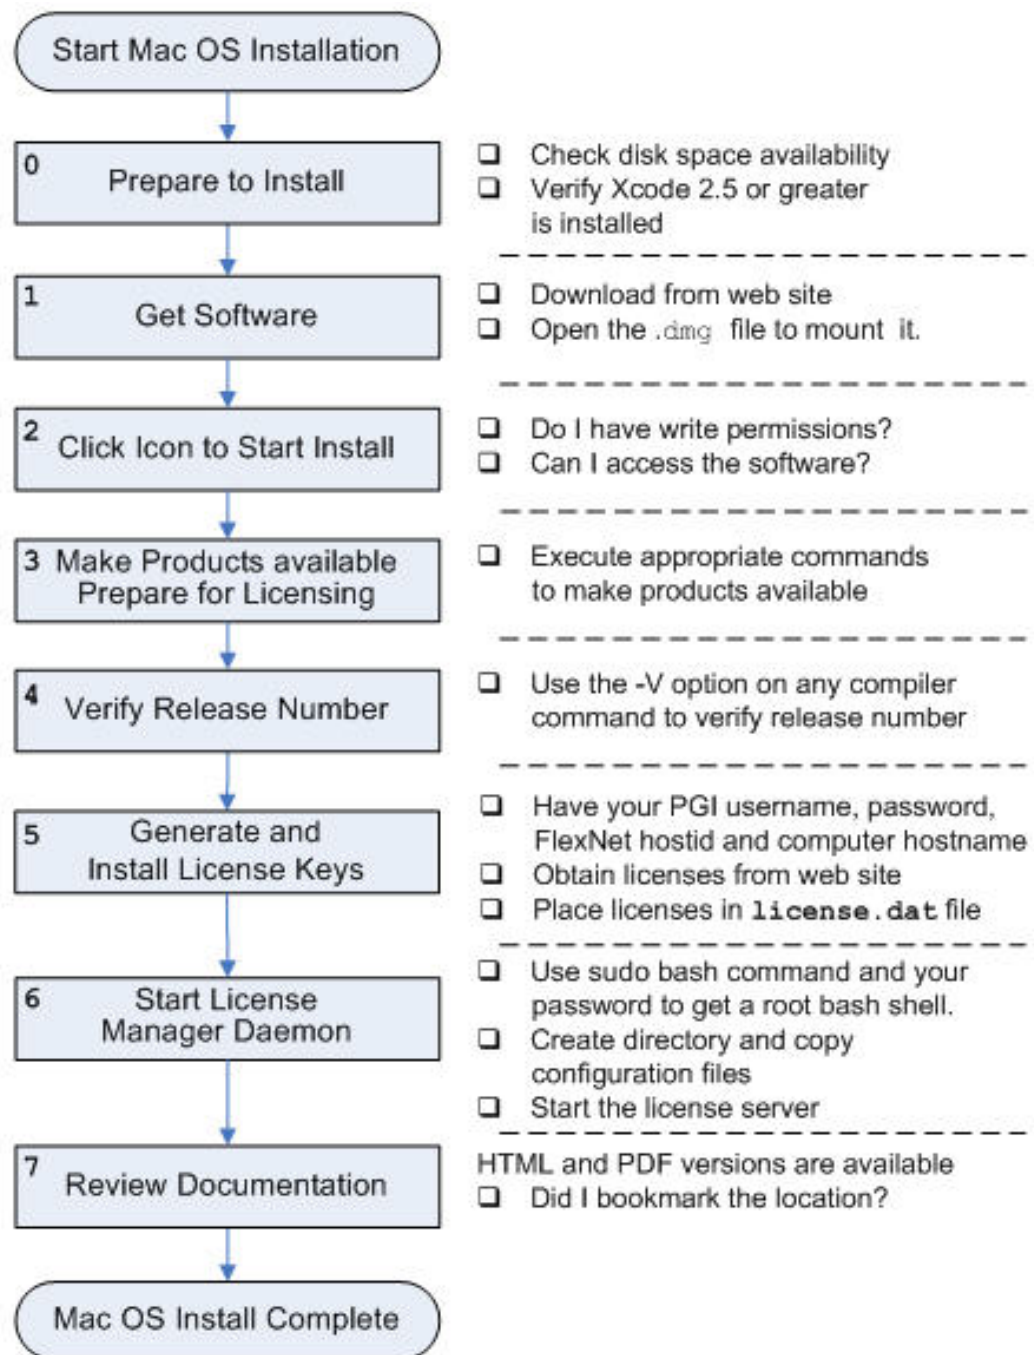 Start Mac OS Installation
0
Prepare to Install
❑ Check disk space availability
❑ Verify Xcode 2.5 or greater
is installed
1
Get Software
❑ Download from web site
❑ Open the .dmg file to mount it.
2
Click Icon to Start Install
❑ Do I have write permissions?
❑ Can I access the software?
3
Make Products available
Prepare for Licensing
❑ Execute appropriate commands
to make products available
4
Verify Release Number
❑ Use the -V option on any compiler
command to verify release number
5
Generate and
Install License Keys
❑ Have your PGI username, password,
FlexNet hostid and computer hostname
❑ Obtain licenses from web site
❑ Place licenses in license.dat file
6
Start License
Manager Daemon
❑ Use sudo bash command and your
password to get a root bash shell.
❑ Create directory and copy
configuration files
❑ Start the license server
7
Review Documentation
HTML and PDF versions are available
❑ Did I bookmark the location?
Mac OS Install Complete